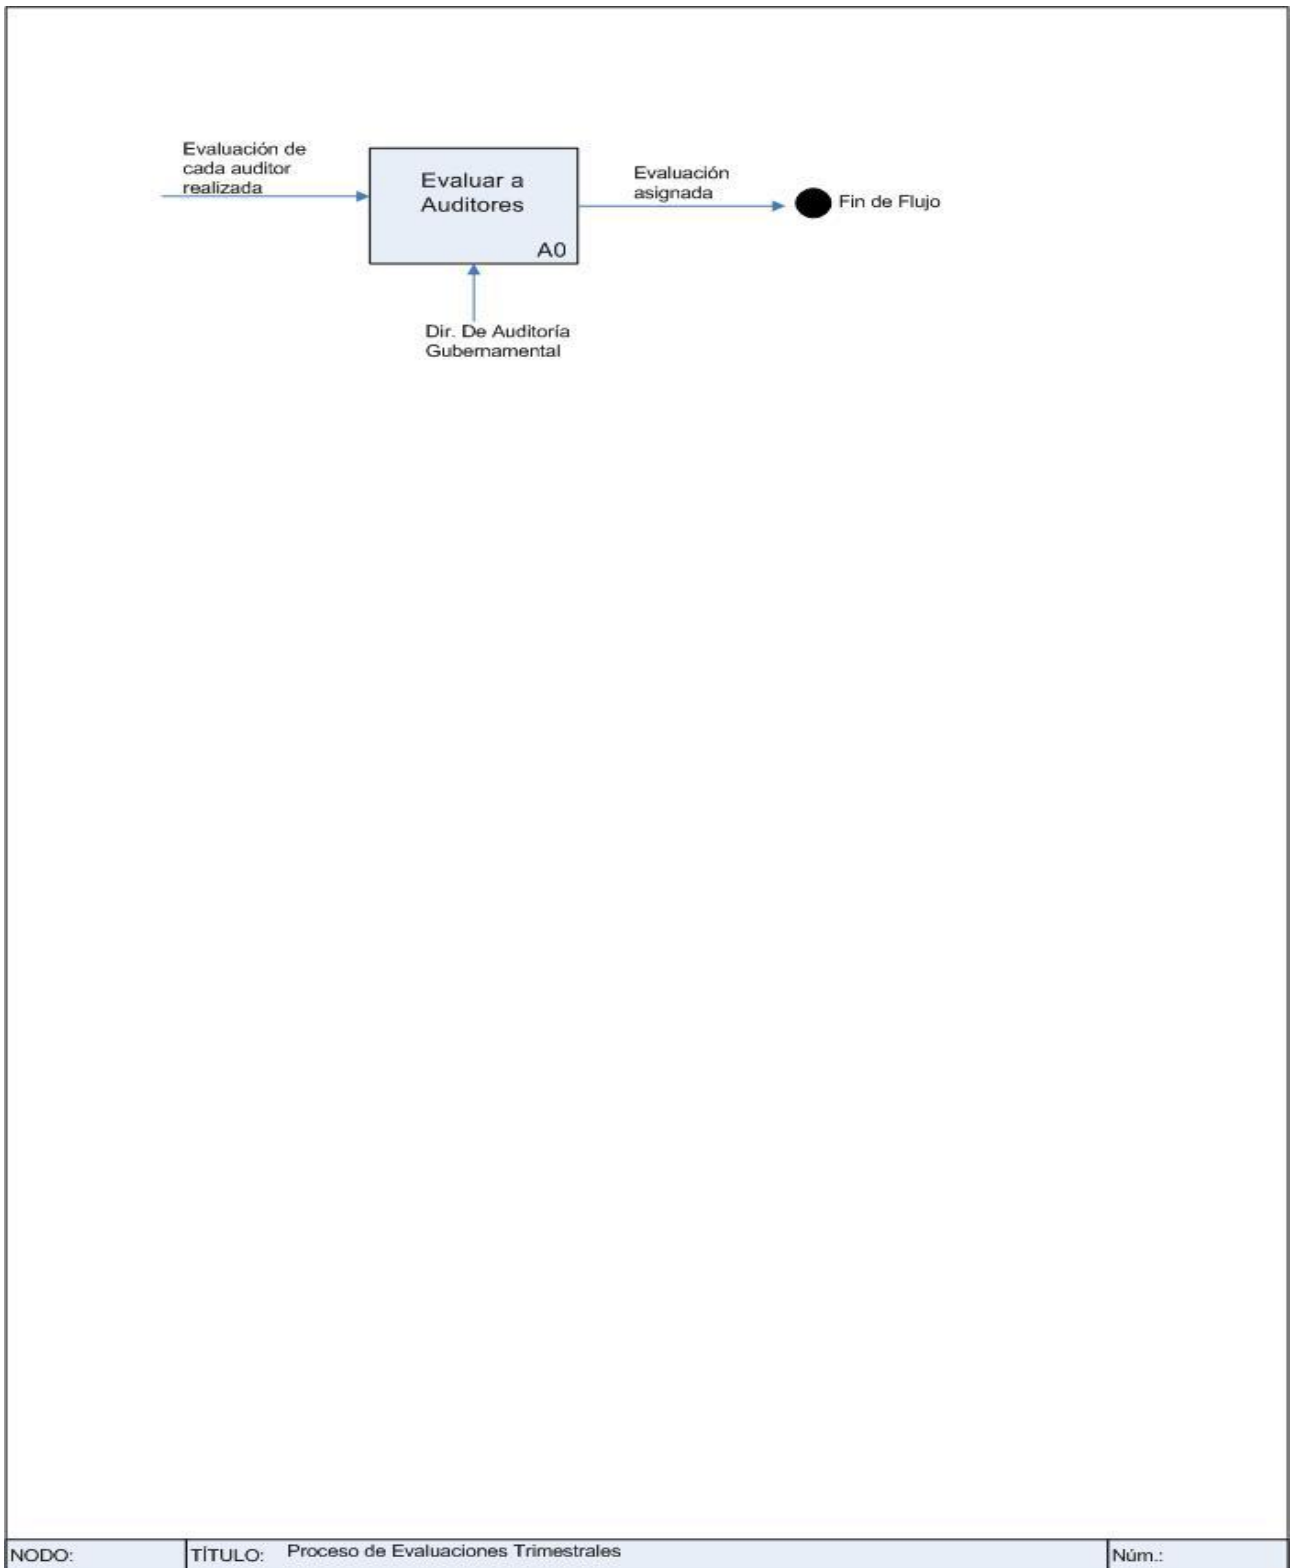 Evaluación de
cada auditor
realizada
Evaluar a
Auditores
A0
Evaluación
asignada
Fin de Flujo
Dir. De Auditoría
Gubernamental
NODO:
TÍTULO: Proceso de Evaluaciones Trimestrales
Núm.: